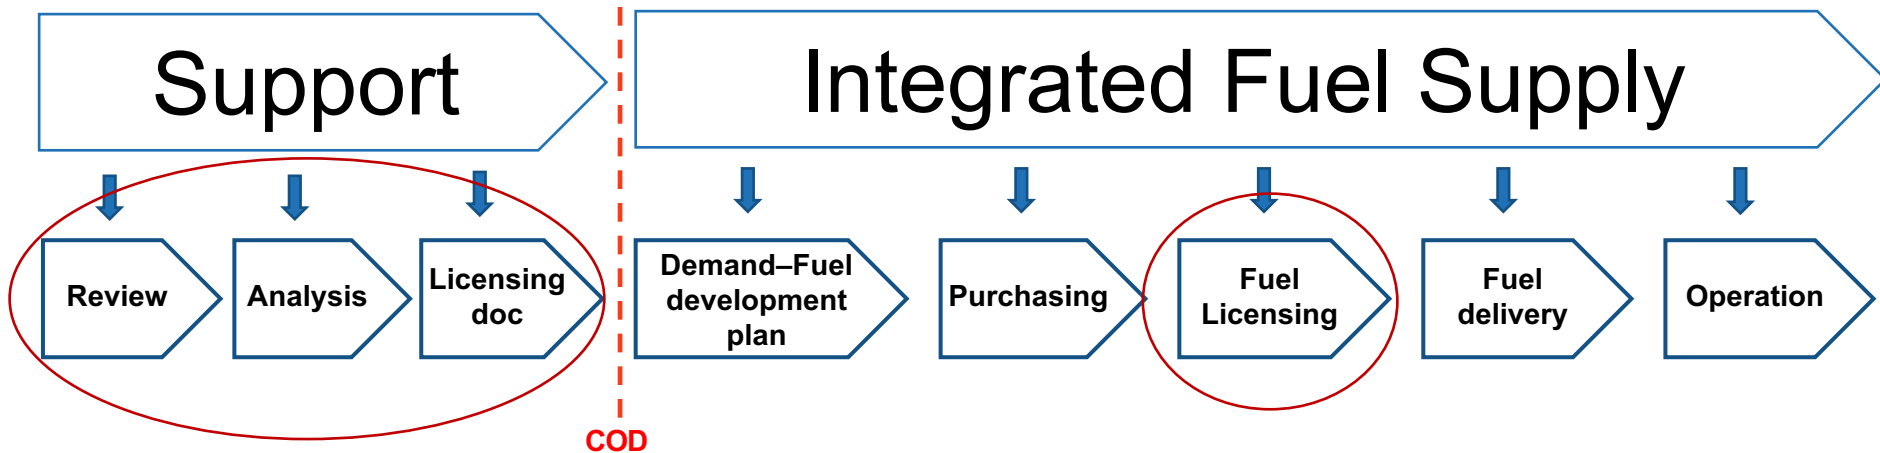 Support
Integrated Fuel Supply
Review
Analysis
Licensing
doc
Demand–Fuel
development
plan
Purchasing
Fuel
Licensing
Fuel
delivery
Operation
COD